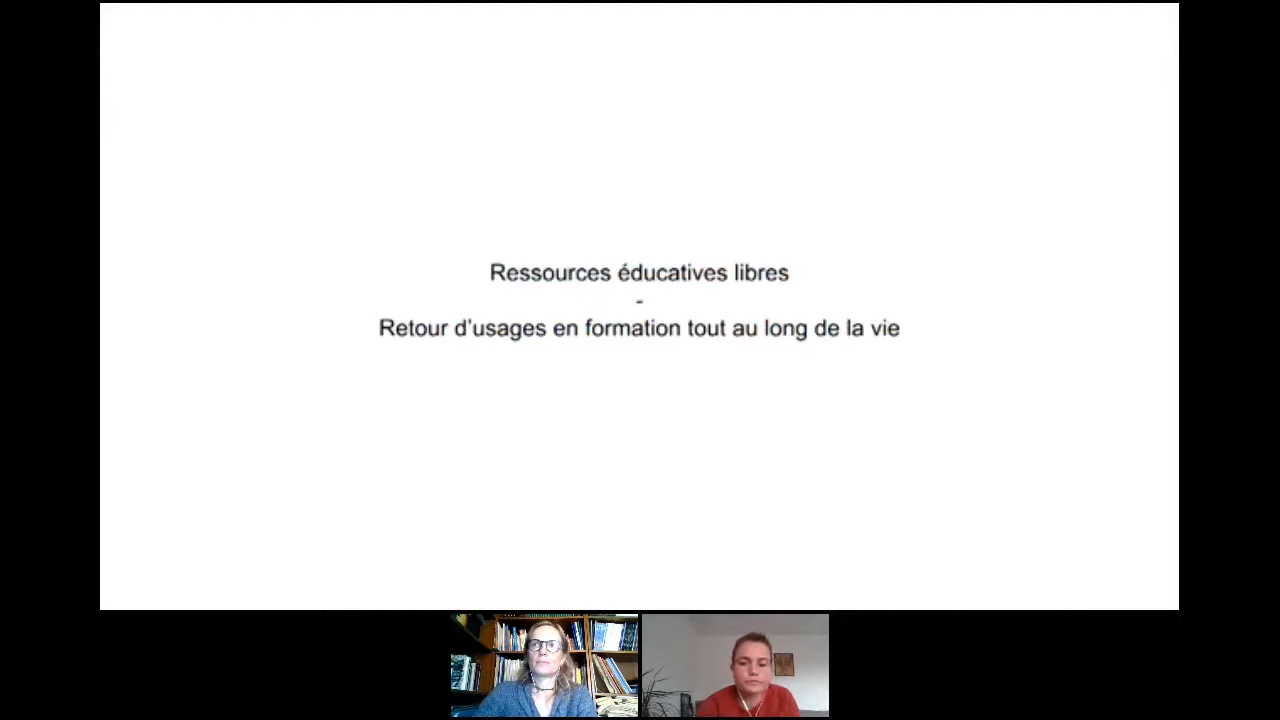 Ressources éducatives libres
-
Retour d'usages en formation tout au long de la vie